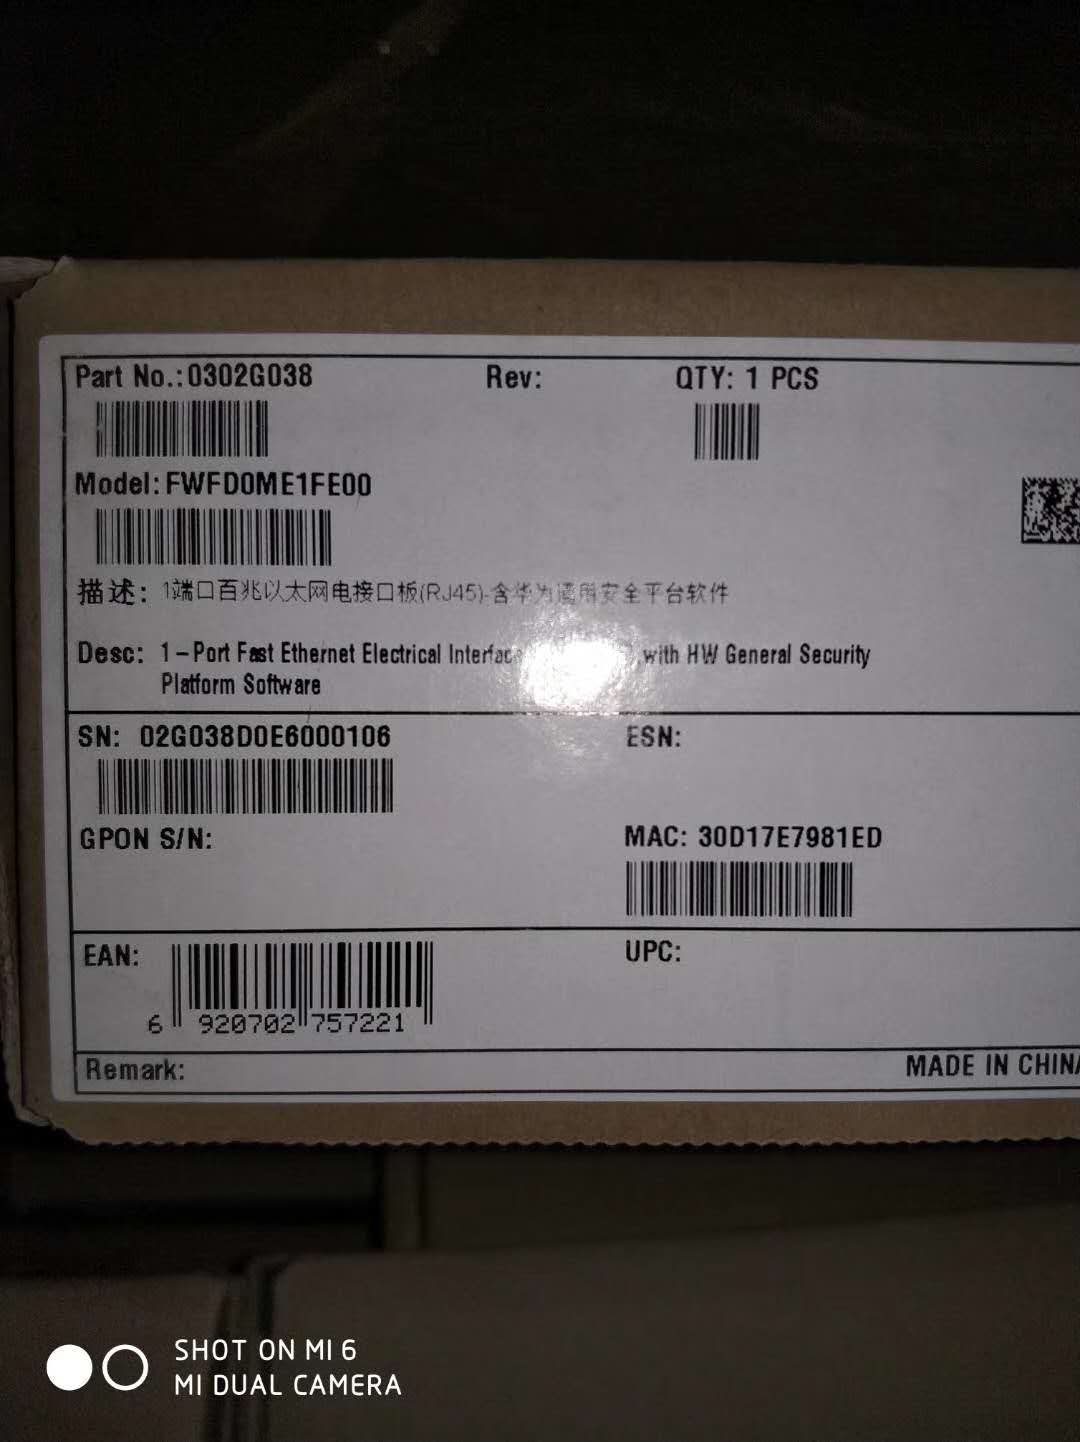 Part No.:0302G038 Rev: QTY: 1 PCS
Model:FWFD0ME1FE00
描述: 1端口百兆以太网电接口板(RJ45)-含华为通用安全平台软件
Desc: 1-Port Fast Ethernet Electrical with HW General Security
Platform Software
SN: 02G038D0E6000106 ESN:
GPON S/N: MAC: 30D17E7981ED
EAN: UPC:
6 920702 757221
Remark: MADE IN CHINA
SHOT ON MI 6
MI DUAL CAMERA